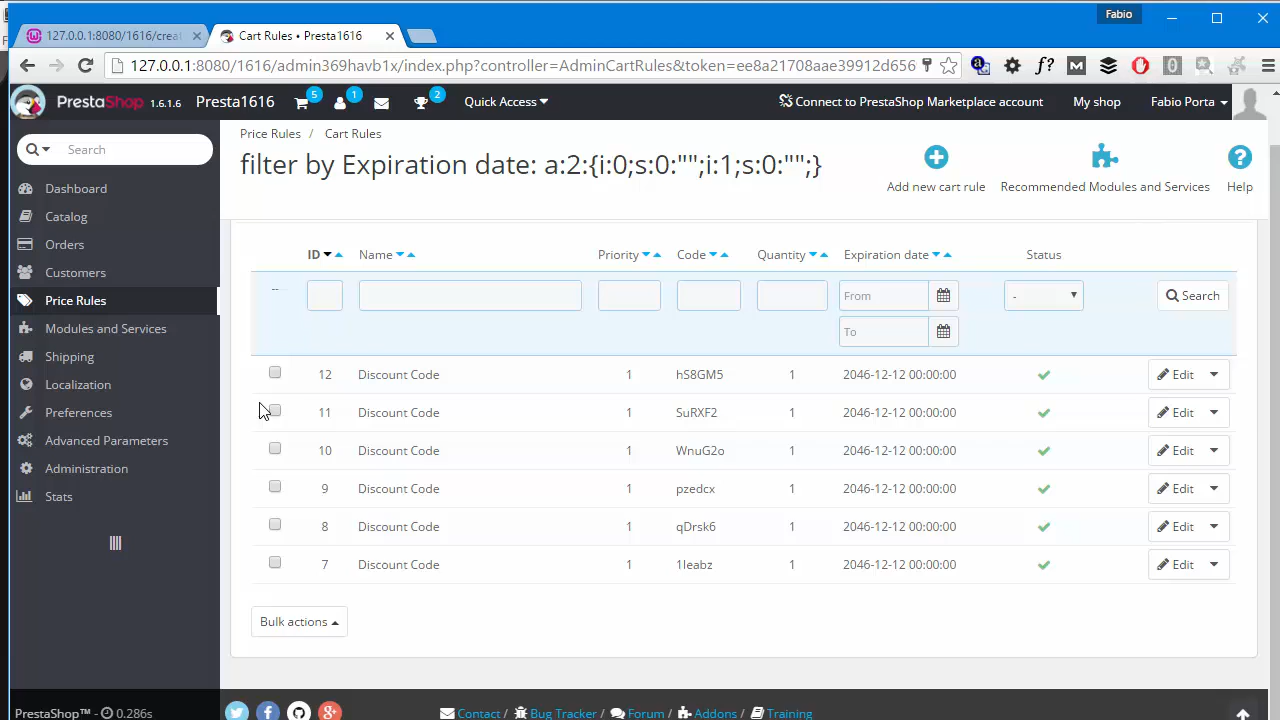 Fabio
127.0.0.1:8080/1616/crea
Cart Rules • Presta1616
127.0.0.1:8080/1616/admin369havb1x/index.php?controller=AdminCartRules&token=ee8a21708aae39912d656
PrestaShop 1.6.1.6 Presta1616 5 1 2 Quick Access Connect to PrestaShop Marketplace account My shop Fabio Porta
Search
Dashboard
Catalog
Orders
Customers
Price Rules
Modules and Services
Shipping
Localization
Preferences
Advanced Parameters
Administration
Stats
Price Rules / Cart Rules
filter by Expiration date: a:2:{i:0;s:0:"";i:1;s:0:"";}
Add new cart rule
Recommended Modules and Services
Help
ID Name Priority Code Quantity Expiration date Status
-- From - Search
To
12 Discount Code 1 hS8GM5 1 2046-12-12 00:00:00 Edit
11 Discount Code 1 SuRXF2 1 2046-12-12 00:00:00 Edit
10 Discount Code 1 WnuG2o 1 2046-12-12 00:00:00 Edit
9 Discount Code 1 pzedcx 1 2046-12-12 00:00:00 Edit
8 Discount Code 1 qDrsk6 1 2046-12-12 00:00:00 Edit
7 Discount Code 1 1Ieabz 1 2046-12-12 00:00:00 Edit
Bulk actions
PrestaShop™ - 0.286s
Contact / Bug Tracker / Forum / Addons / Training